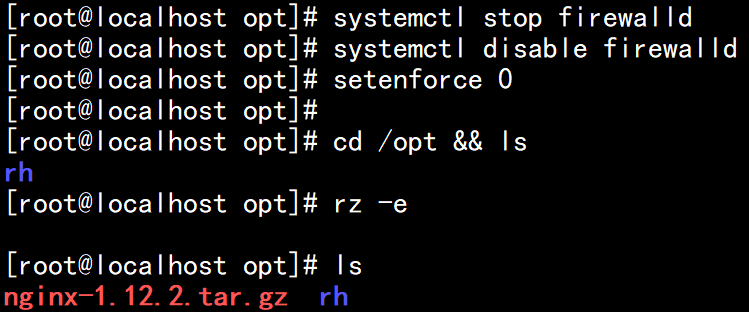 [root@localhost opt]# systemctl stop firewalld
[root@localhost opt]# systemctl disable firewalld
[root@localhost opt]# setenforce 0
[root@localhost opt]#
[root@localhost opt]# cd /opt && ls
rh
[root@localhost opt]# rz -e
[root@localhost opt]# ls
nginx-1.12.2.tar.gz  rh